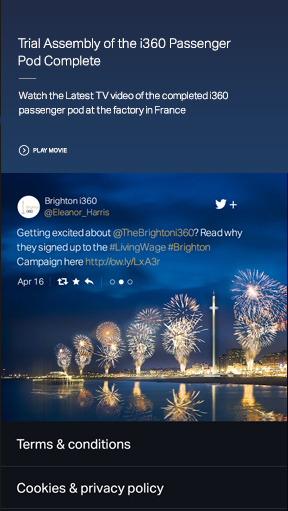 Trial Assembly of the i360 Passenger
Pod Complete
Watch the Latest TV video of the completed i360
passenger pod at the factory in France
PLAY MOVIE
Brighton i360
@Eleanor_Harris
Getting excited about @TheBrightoni360? Read why
they signed up to the #LivingWage #Brighton
Campaign here http://ow.ly/LxA3r
Apr 16
Terms & conditions
Cookies & privacy policy